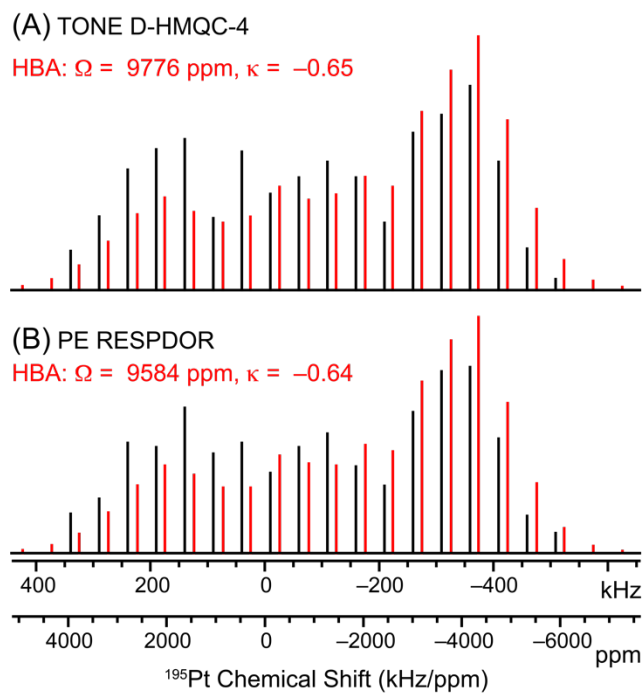 (A) TONE D-HMQC-4
HBA: Ω = 9776 ppm, κ = –0.65
(B) PE RESPDOR
HBA: Ω = 9584 ppm, κ = –0.64
400 200 0 –200 –400 kHz
4000 2000 0 –2000 –4000 –6000 ppm
¹⁹⁵Pt Chemical Shift (kHz/ppm)